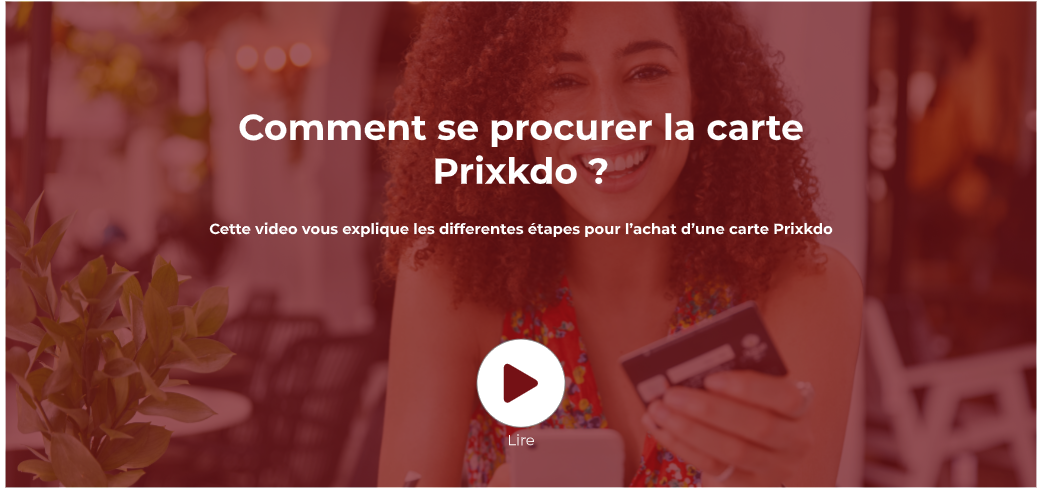 Comment se procurer la carte
Prixkdo ?
Cette video vous explique les differentes étapes pour l’achat d’une carte Prixkdo
Lire